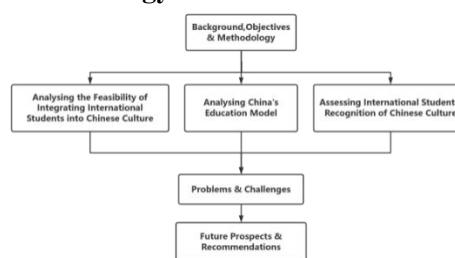 gy
Background,Objectives
& Methodology
Analysing the Feasibility of
Integrating International
Students into Chinese Culture
Analysing China's
Education Model
Assessing International Student
Recognition of Chinese Culture
Problems & Challenges
Future Prospects &
Recommendations